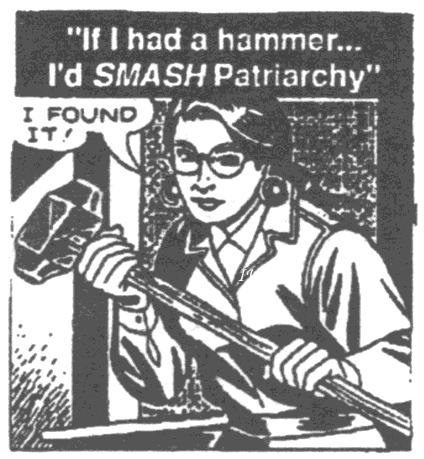 "If I had a hammer...
I'd SMASH Patriarchy"
I FOUND
IT!